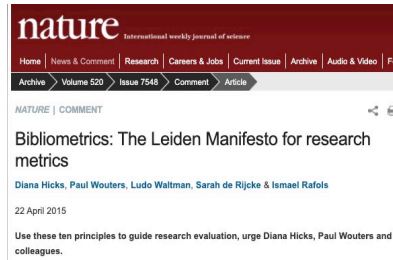 nature International weekly journal of science
Home News & Comment Research Careers & Jobs Current Issue Archive Audio & Video
Archive Volume 520 Issue 7548 Comment Article
NATURE | COMMENT
Bibliometrics: The Leiden Manifesto for research
metrics
Diana Hicks, Paul Wouters, Ludo Waltman, Sarah de Rijcke & Ismael Rafols
22 April 2015
Use these ten principles to guide research evaluation, urge Diana Hicks, Paul Wouters and
colleagues.